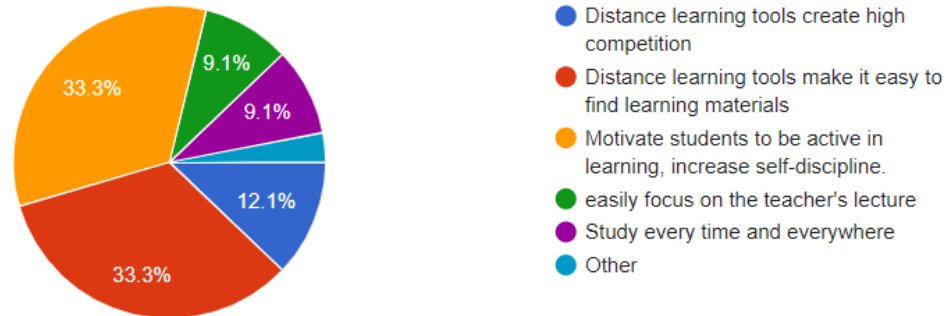 33.3%
9.1%
9.1%
12.1%
33.3%
Distance learning tools create high
competition
Distance learning tools make it easy to
find learning materials
Motivate students to be active in
learning, increase self-discipline.
easily focus on the teacher's lecture
Study every time and everywhere
Other